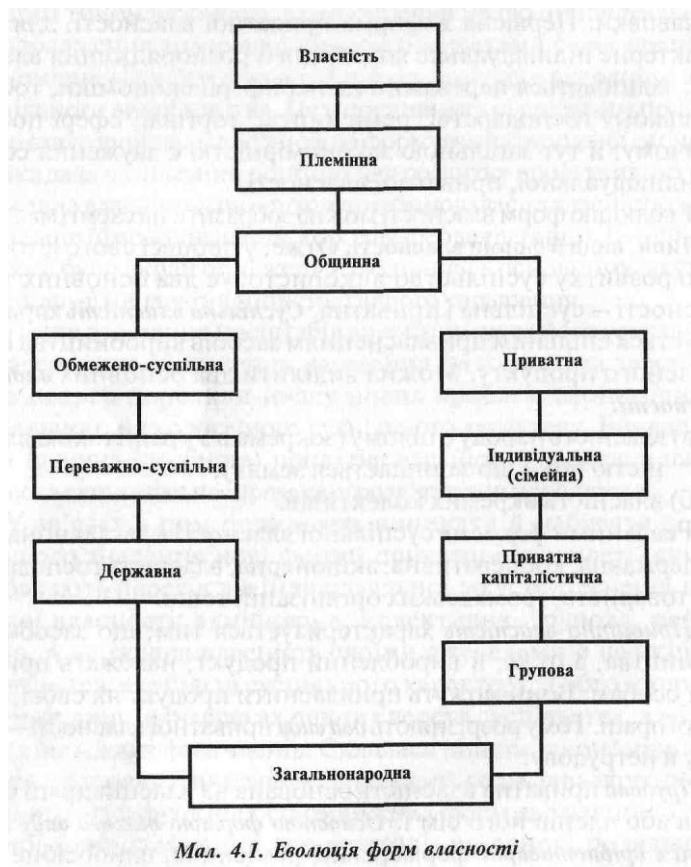 Власність
Племінна
Общинна
Обмежено-суспільна
Приватна
Переважно-суспільна
Індивідуальна
(сімейна)
Державна
Приватна
капіталістична
Групова
Загальнонародна
Мал. 4.1. Еволюція форм власності